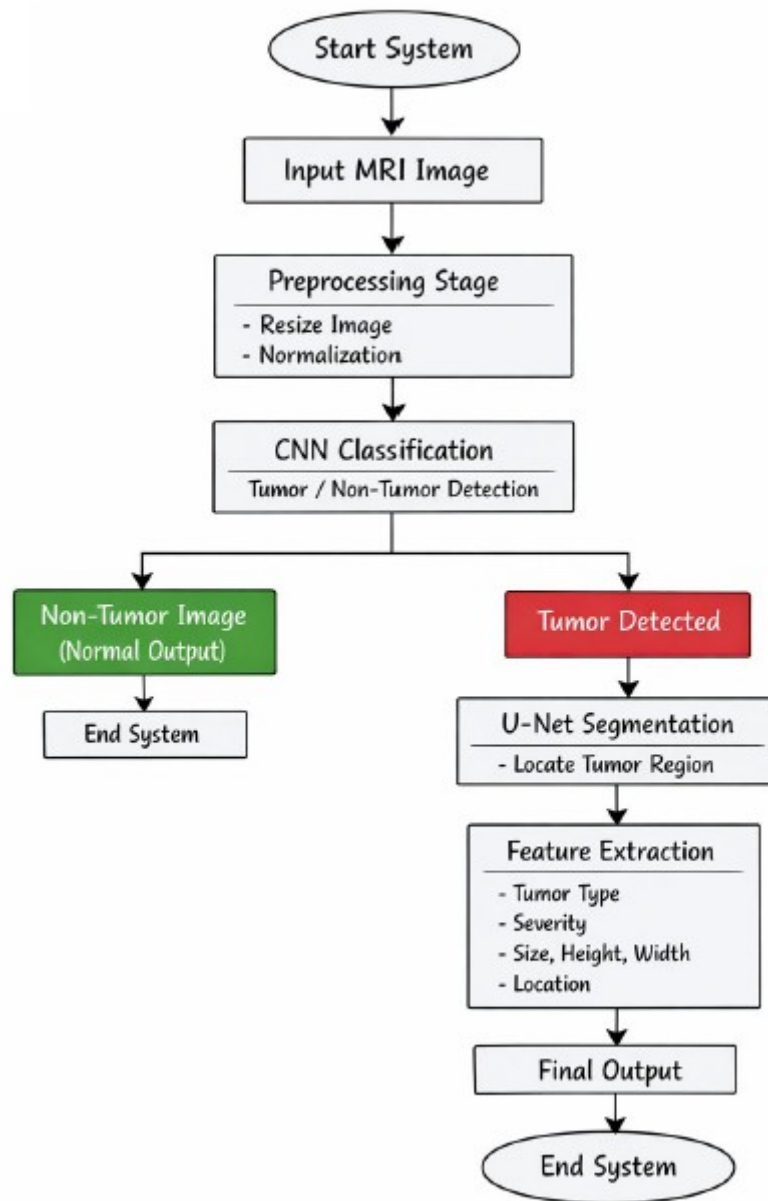 Start System
Input MRI Image
Preprocessing Stage
- Resize Image
- Normalization
CNN Classification
Tumor / Non-Tumor Detection
Non-Tumor Image
(Normal Output)
End System
Tumor Detected
U-Net Segmentation
- Locate Tumor Region
Feature Extraction
- Tumor Type
- Severity
- Size, Height, Width
- Location
Final Output
End System